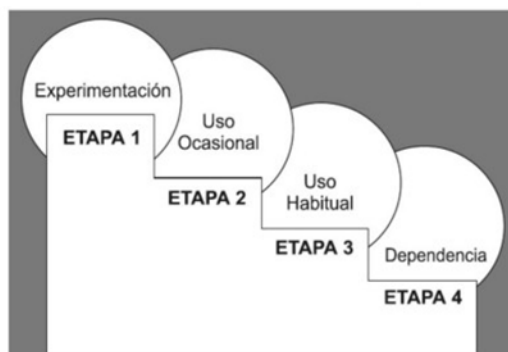 Experimentación
ETAPA 1
Uso
Ocasional
ETAPA 2
Uso
Habitual
ETAPA 3
Dependencia
ETAPA 4